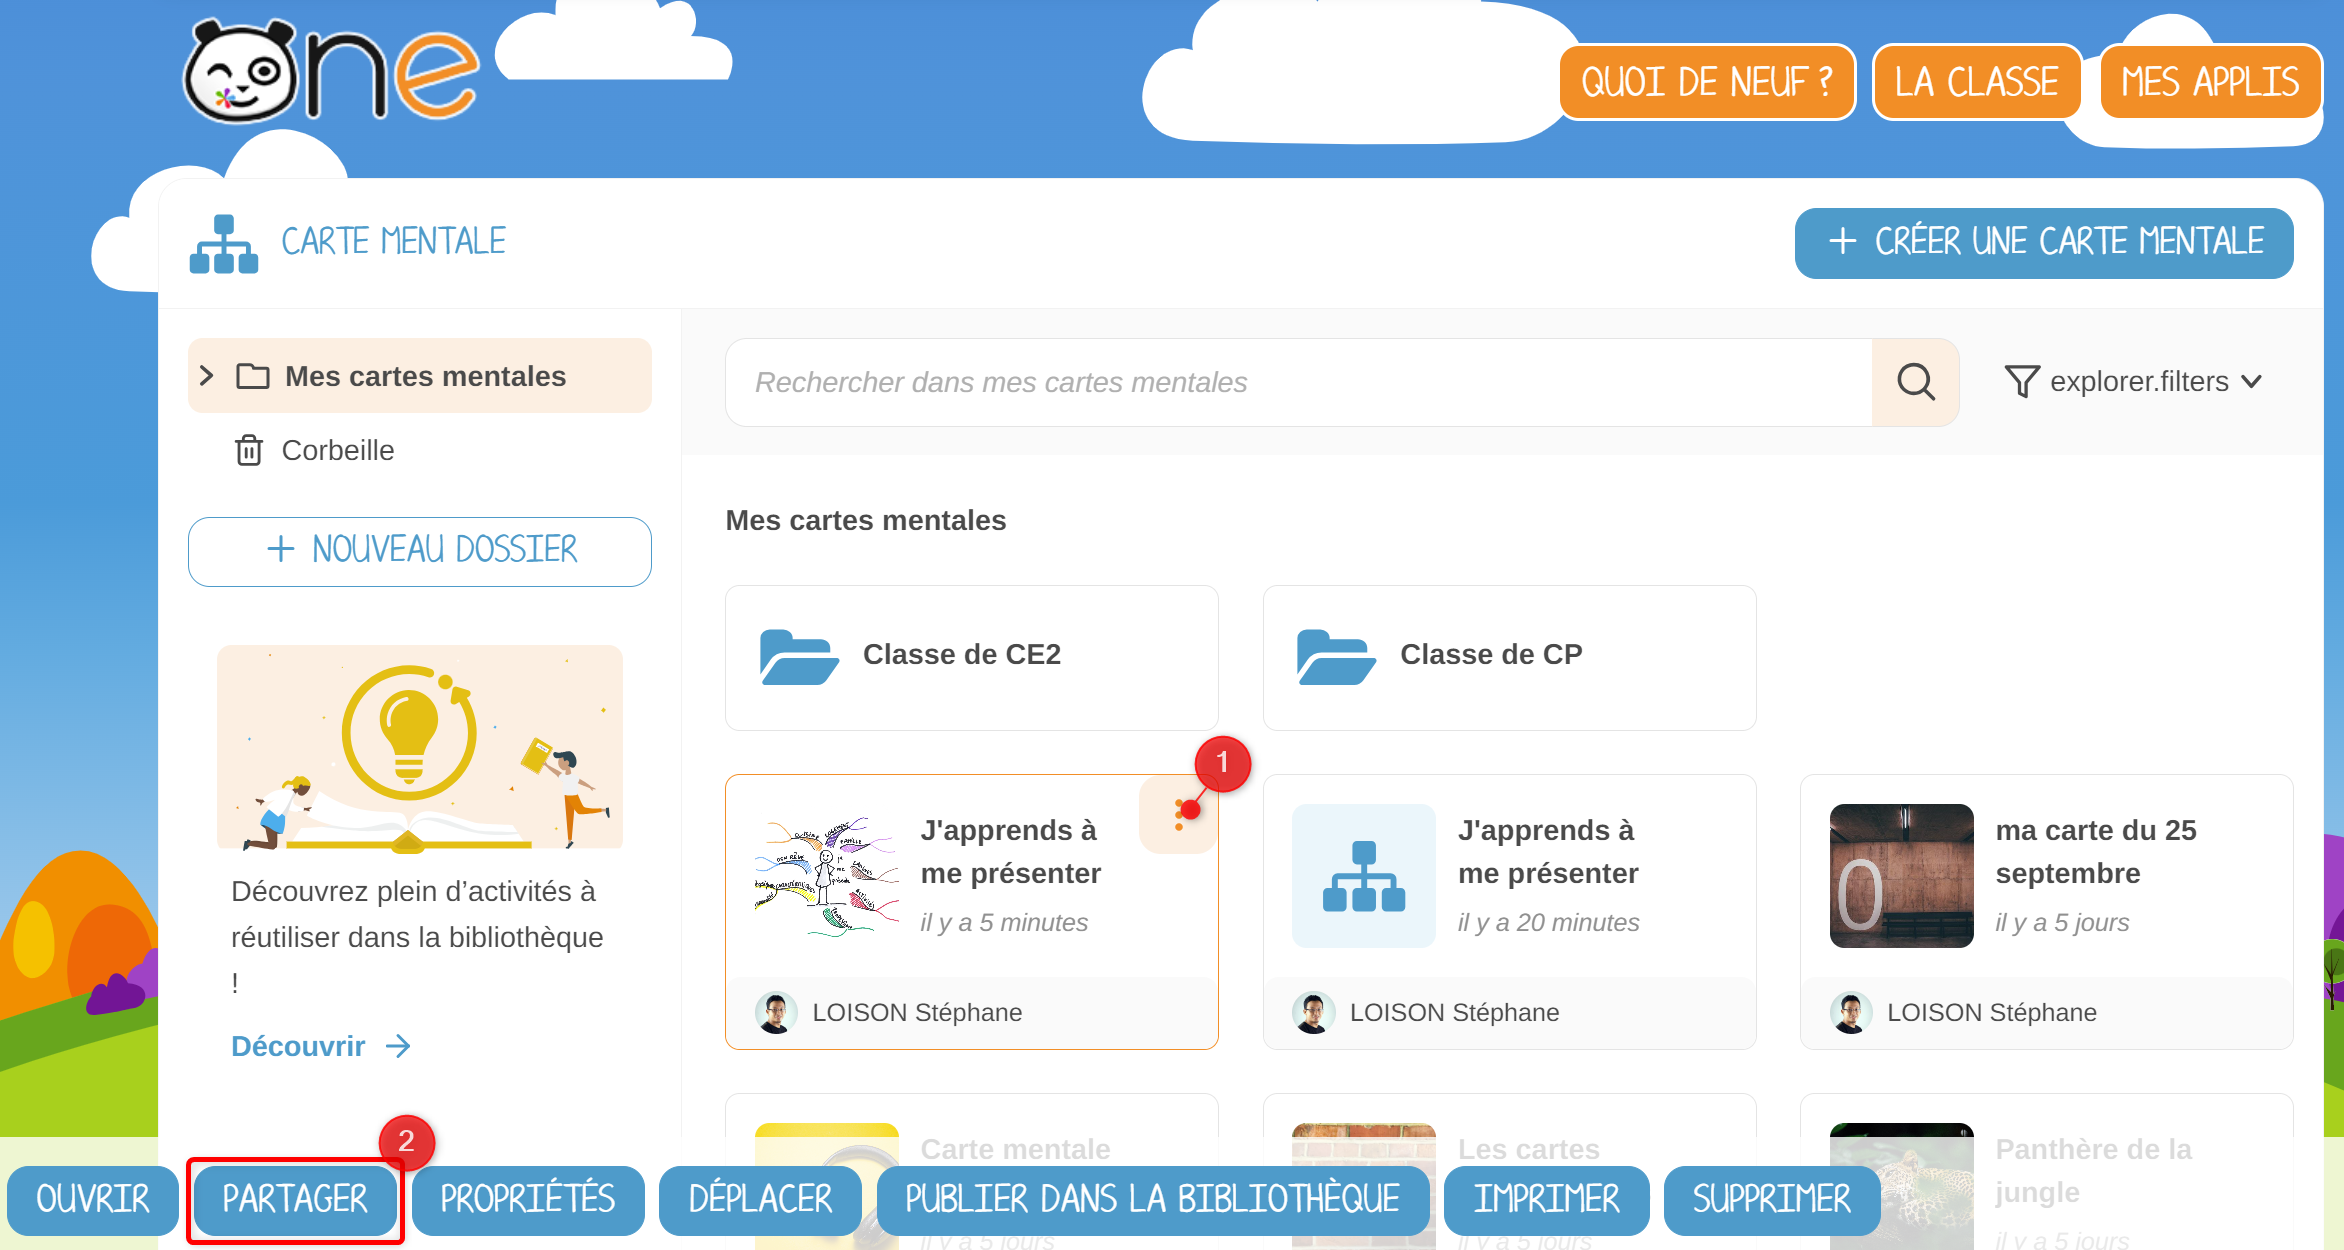 One
QUOI DE NEUF ?
LA CLASSE
MES APPLIS
CARTE MENTALE
+ CRÉER UNE CARTE MENTALE
Mes cartes mentales
Corbeille
+ NOUVEAU DOSSIER
Découvrez plein d’activités à
réutiliser dans la bibliothèque
!
Découvrir
Rechercher dans mes cartes mentales
explorer.filters
Mes cartes mentales
Classe de CE2
Classe de CP
1
J'apprends à
me présenter
il y a 5 minutes
LOISON Stéphane
J'apprends à
me présenter
il y a 20 minutes
LOISON Stéphane
0
ma carte du 25
septembre
il y a 5 jours
LOISON Stéphane
Carte mentale
il y a 5 jours
Les cartes
il y a 5 jours
Panthère de la
jungle
il y a 5 jours
2
OUVRIR
PARTAGER
PROPRIÉTÉS
DÉPLACER
PUBLIER DANS LA BIBLIOTHÈQUE
IMPRIMER
SUPPRIMER